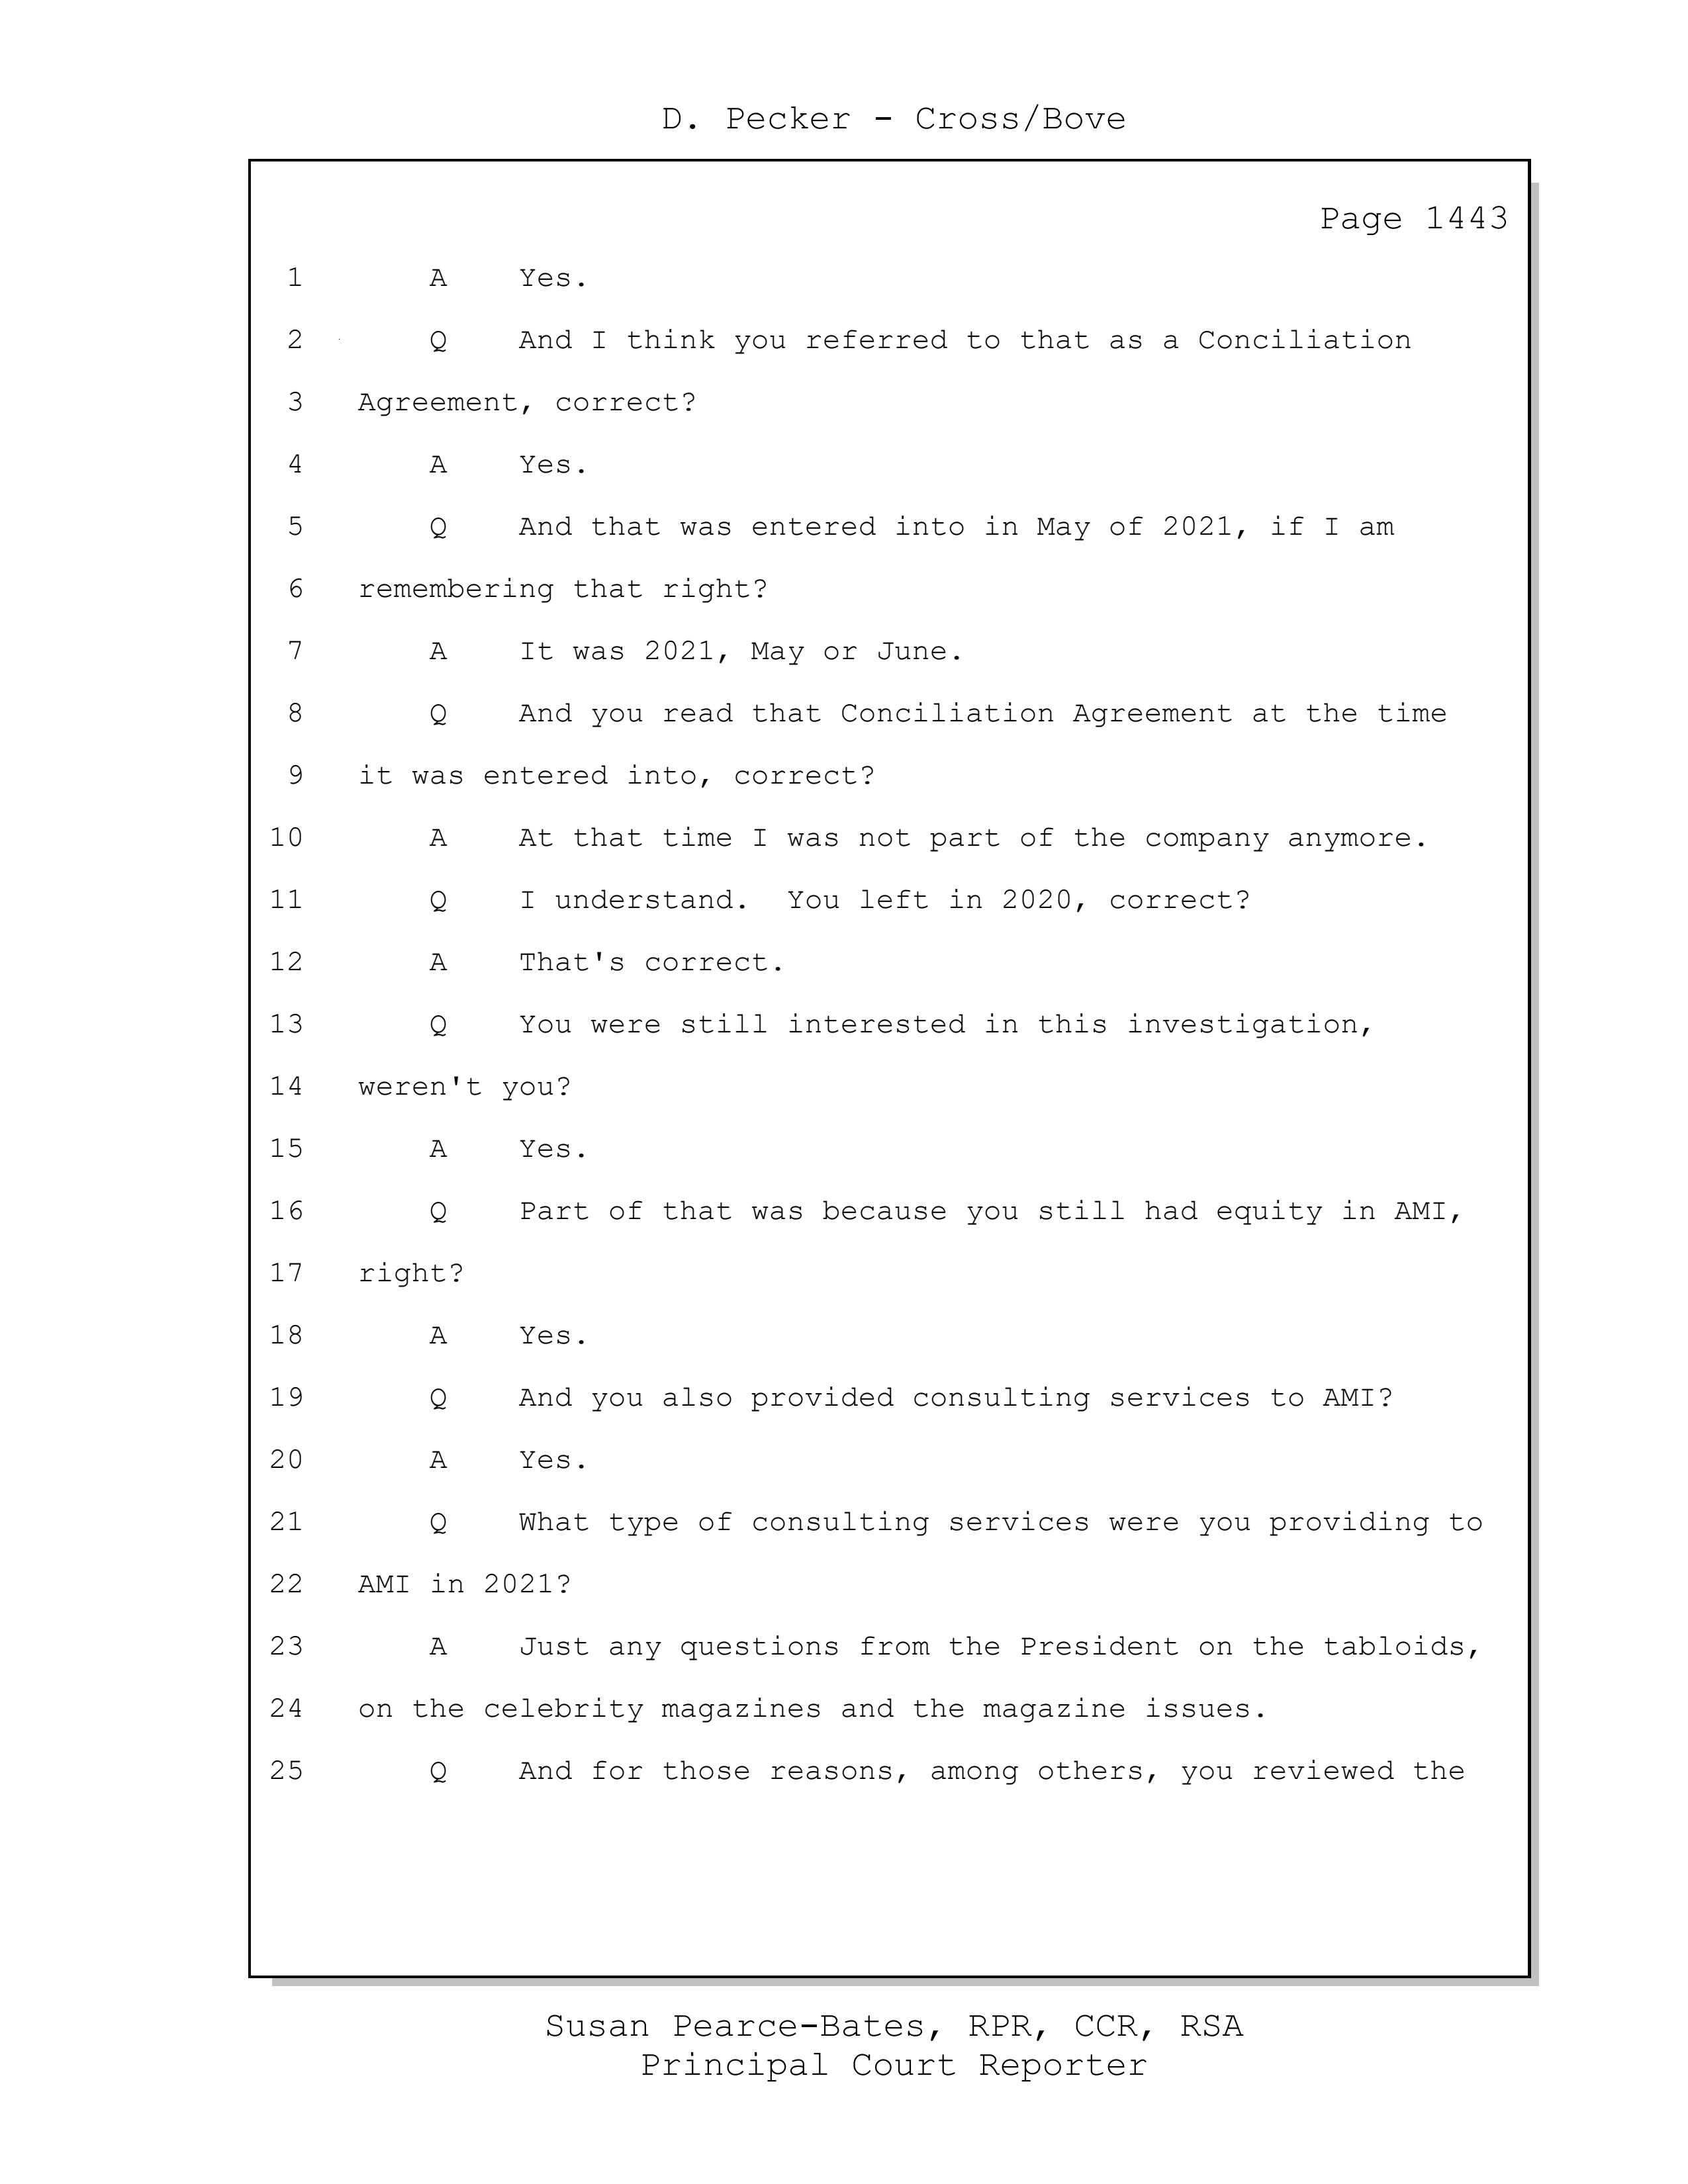 D. Pecker - Cross/Bove
Page 1443
1 A Yes.
2 Q And I think you referred to that as a Conciliation
3 Agreement, correct?
4 A Yes.
5 Q And that was entered into in May of 2021, if I am
6 remembering that right?
7 A It was 2021, May or June.
8 Q And you read that Conciliation Agreement at the time
9 it was entered into, correct?
10 A At that time I was not part of the company anymore.
11 Q I understand. You left in 2020, correct?
12 A That's correct.
13 Q You were still interested in this investigation,
14 weren't you?
15 A Yes.
16 Q Part of that was because you still had equity in AMI,
17 right?
18 A Yes.
19 Q And you also provided consulting services to AMI?
20 A Yes.
21 Q What type of consulting services were you providing to
22 AMI in 2021?
23 A Just any questions from the President on the tabloids,
24 on the celebrity magazines and the magazine issues.
25 Q And for those reasons, among others, you reviewed the
Susan Pearce-Bates, RPR, CCR, RSA
Principal Court Reporter